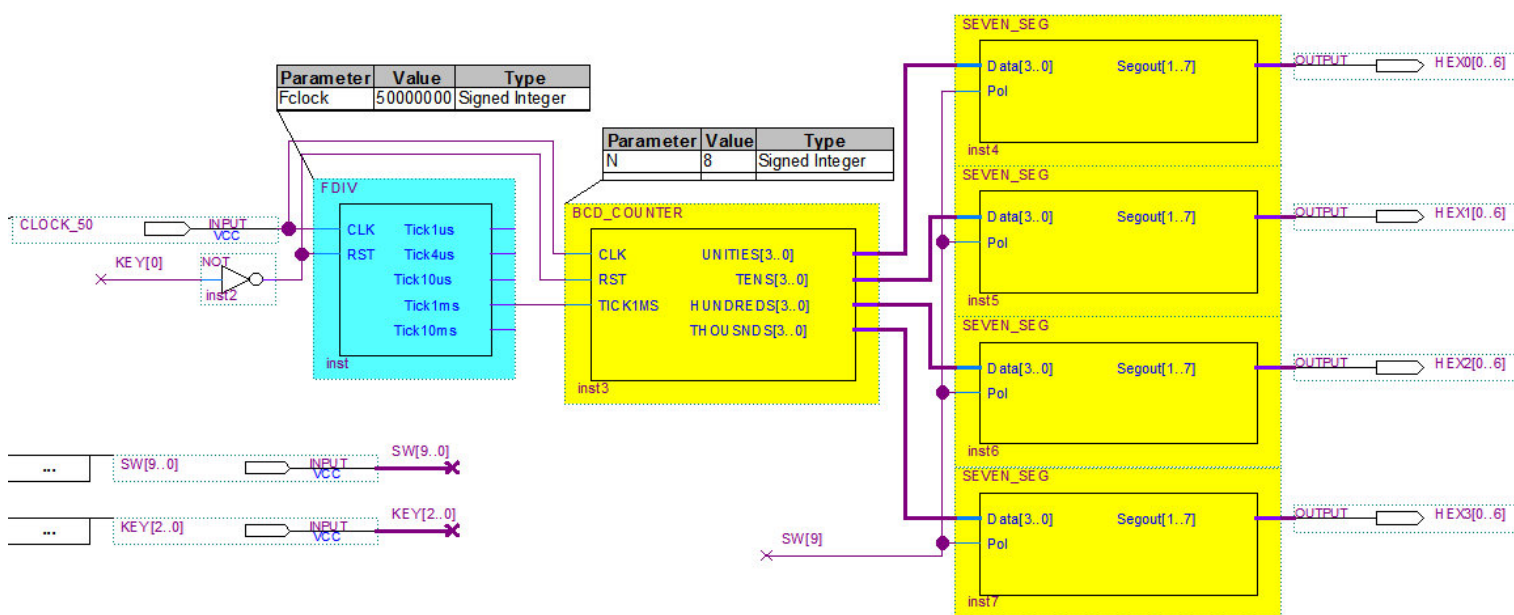 Parameter Value Type
Fclock 50000000 Signed Integer
Parameter Value Type
N 8 Signed Integer
CLOCK_50 INPUT VCC
KEY[0] NOT inst2
FDIV
CLK Tick1us
RST Tick4us
Tick10us
Tick1ms
Tick10ms
inst
BCD_COUNTER
CLK UNITIES[3..0]
RST TENS[3..0]
TICK1MS HUNDREDS[3..0]
THOUSNDS[3..0]
inst3
SEVEN_SEG
Data[3..0] Segout[1..7]
Pol
inst4
OUTPUT HEX0[0..6]
SEVEN_SEG
Data[3..0] Segout[1..7]
Pol
inst5
OUTPUT HEX1[0..6]
SEVEN_SEG
Data[3..0] Segout[1..7]
Pol
inst6
OUTPUT HEX2[0..6]
SEVEN_SEG
Data[3..0] Segout[1..7]
Pol
inst7
OUTPUT HEX3[0..6]
... SW[9..0] INPUT VCC SW[9..0]
... KEY[2..0] INPUT VCC KEY[2..0]
SW[9]